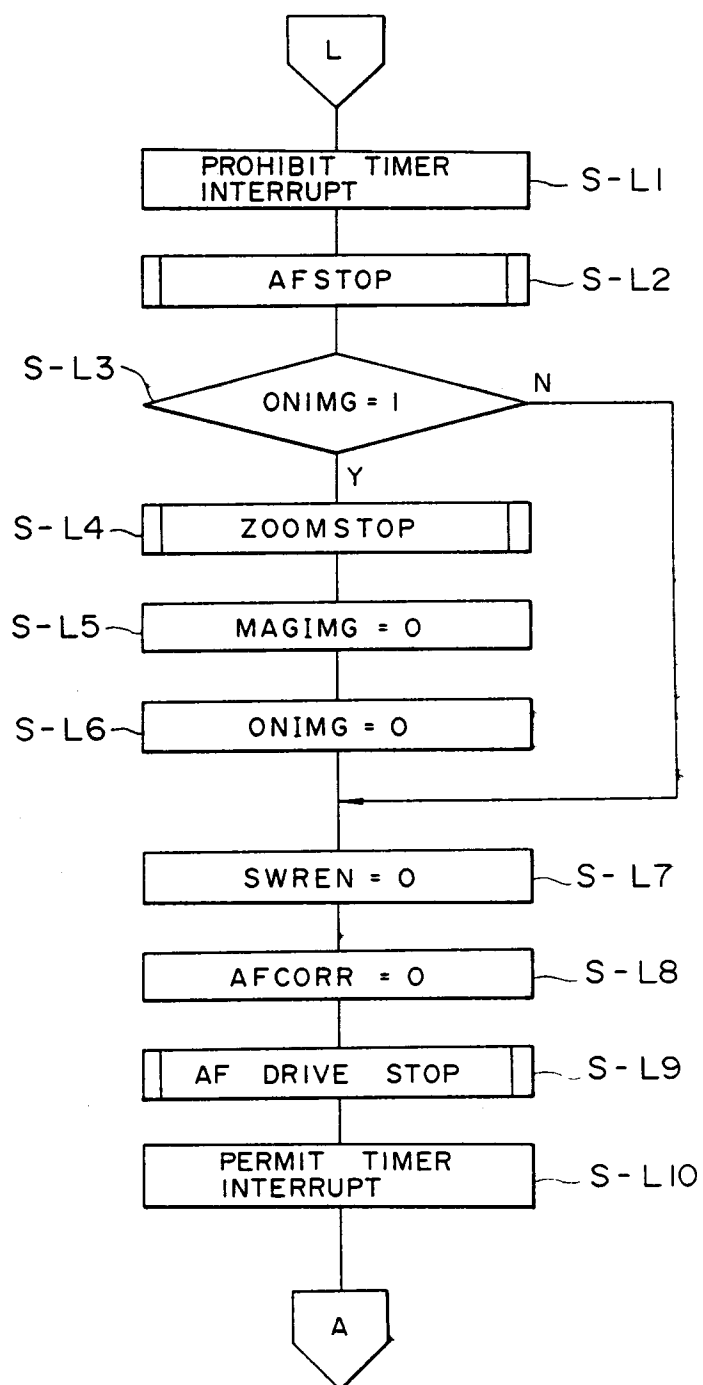 L
PROHIBIT TIMER
INTERRUPT
S-L1
AFSTOP
S-L2
S-L3
ONIMG = 1
N
Y
S-L4
ZOOMSTOP
S-L5
MAGIMG = 0
S-L6
ONIMG = 0
SWREN = 0
S-L7
AFCORR = 0
S-L8
AF DRIVE STOP
S-L9
PERMIT TIMER
INTERRUPT
S-L10
A